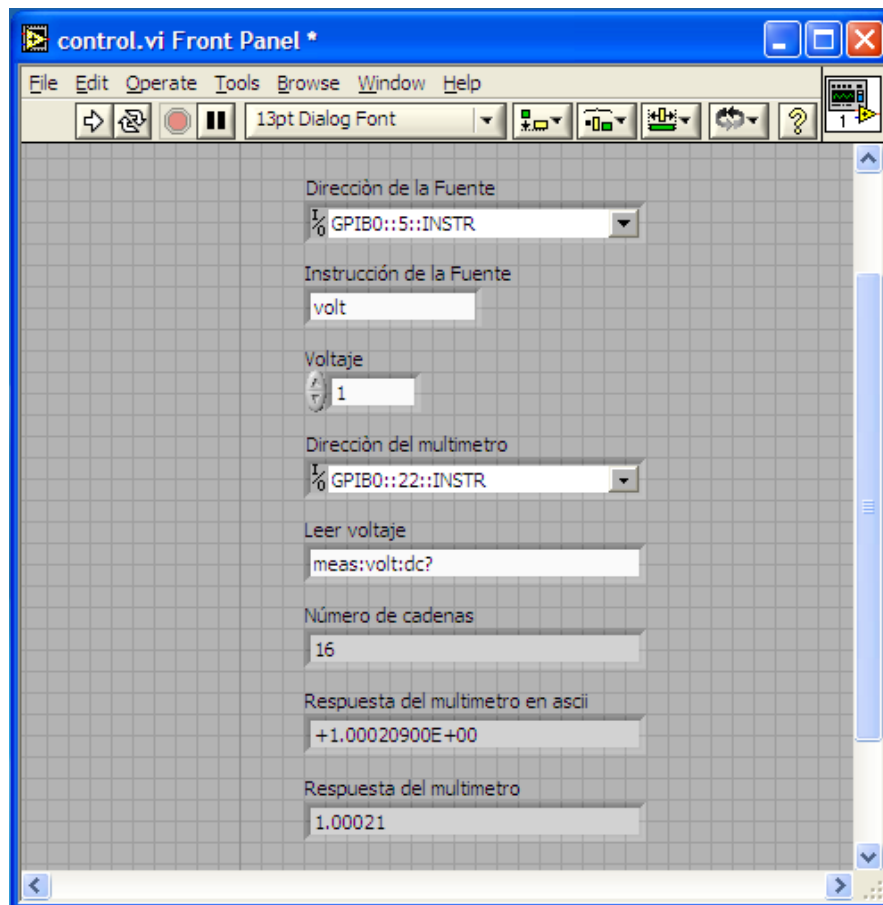 control.vi Front Panel *
File Edit Operate Tools Browse Window Help
13pt Dialog Font
?
1
Direcciòn de la Fuente
I/O GPIB0::5::INSTR
Instrucción de la Fuente
volt
Voltaje
1
Direcciòn del multimetro
I/O GPIB0::22::INSTR
Leer voltaje
meas:volt:dc?
Número de cadenas
16
Respuesta del multimetro en ascii
+1.00020900E+00
Respuesta del multimetro
1.00021